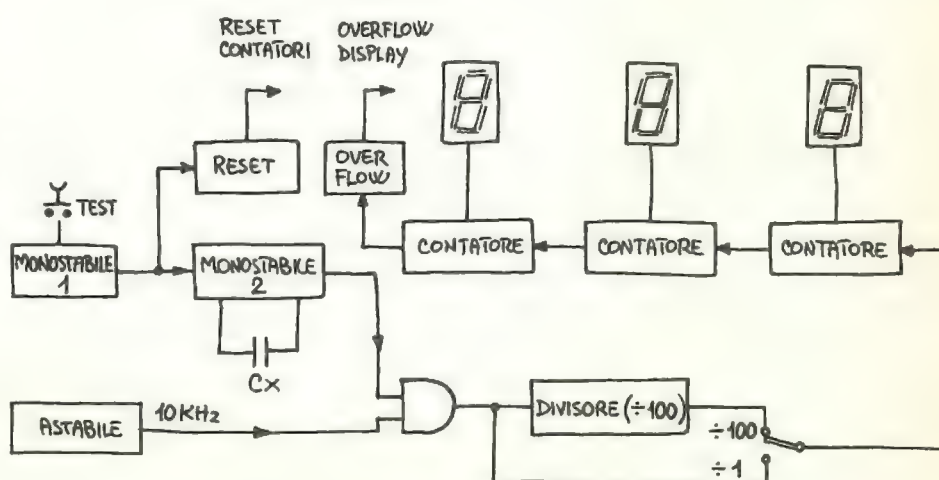 RESET
CONTATORI
OVERFLOW
DISPLAY
RESET
OVER
FLOW
TEST
MONOSTABILE
1
MONOSTABILE
2
CONTATORE
CONTATORE
CONTATORE
Cx
ASTABILE
10KHz
DIVISORE (÷100)
÷100
÷1